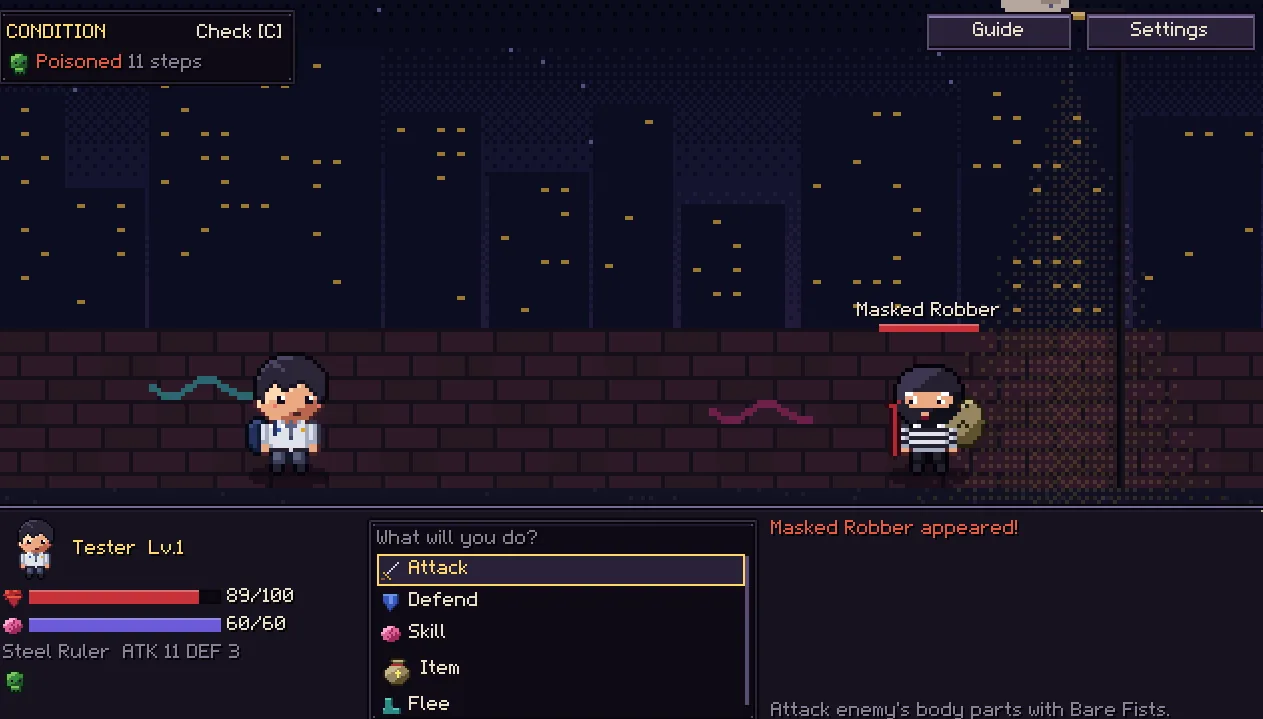 CONDITION Check [C]
Poisoned 11 steps
Guide
Settings
Masked Robber
Tester Lv.1
89/100
60/60
Steel Ruler ATK 11 DEF 3
What will you do?
Attack
Defend
Skill
Item
Flee
Masked Robber appeared!
Attack enemy's body parts with Bare Fists.